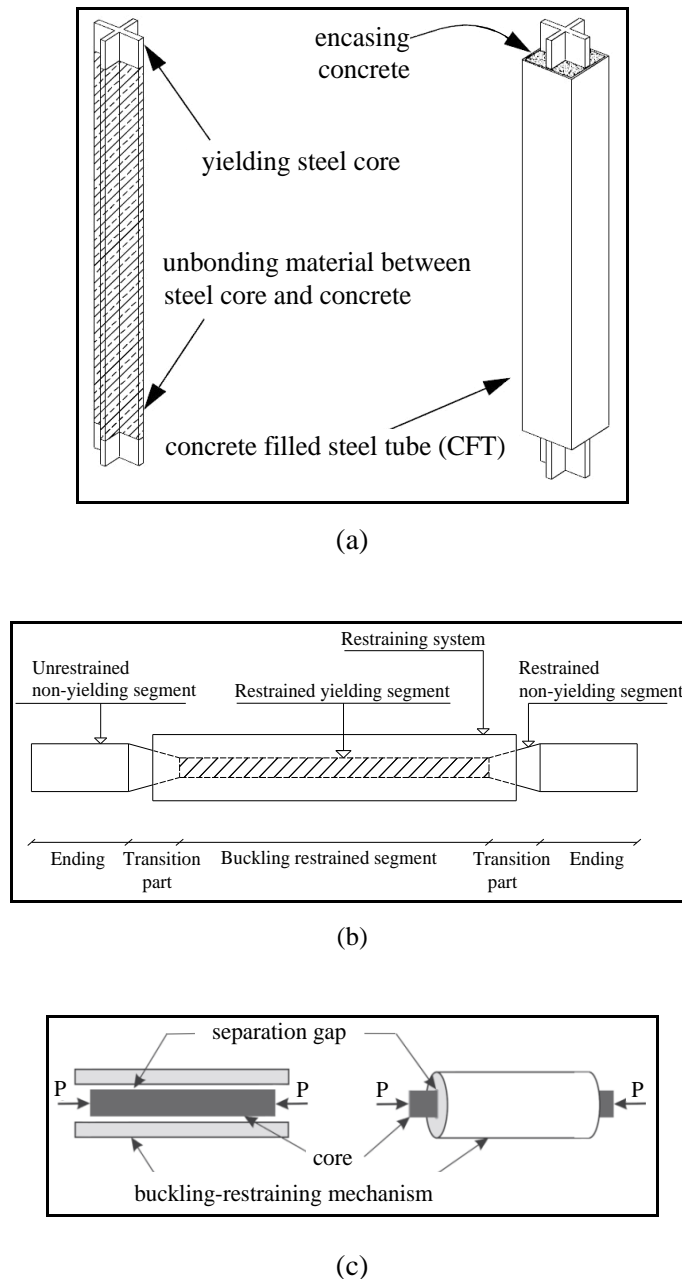 encasing
concrete
yielding steel core
unbonding material between
steel core and concrete
concrete filled steel tube (CFT)
(a)
Restraining system
Unrestrained
non-yielding segment
Restrained yielding segment
Restrained
non-yielding segment
Ending
Transition
part
Buckling restrained segment
Transition
part
Ending
(b)
separation gap
P
P
P
P
core
buckling-restraining mechanism
(c)